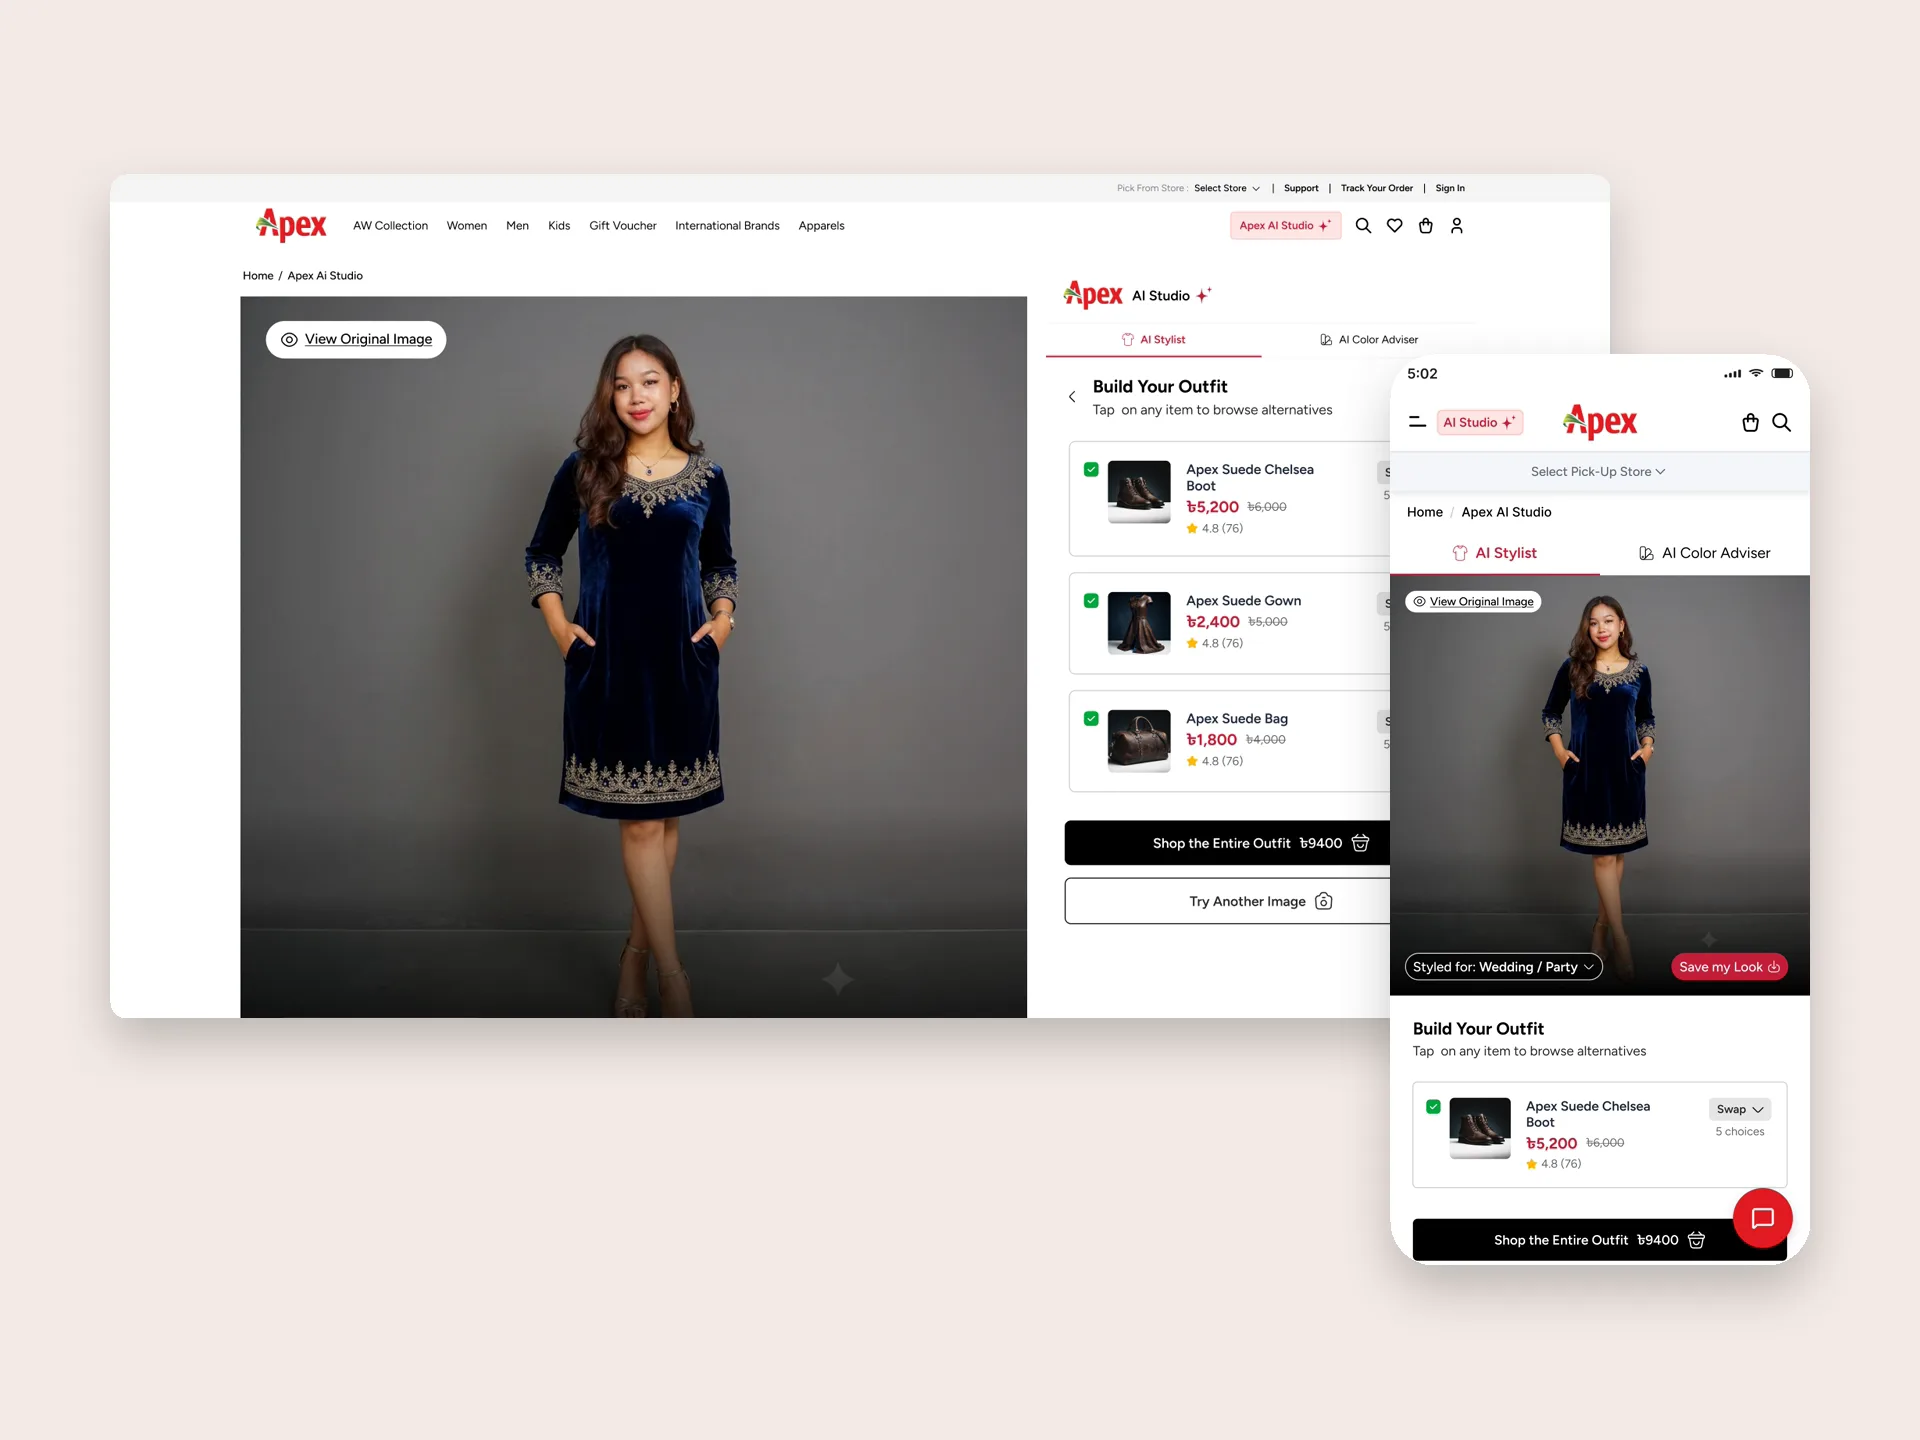 Pick From Store : Select Store | Support | Track Your Order | Sign In
Apex AW Collection Women Men Kids Gift Voucher International Brands Apparels Apex AI Studio
Home / Apex Ai Studio
View Original Image
Apex AI Studio
AI Stylist AI Color Adviser
Build Your Outfit
Tap on any item to browse alternatives
Apex Suede Chelsea
Boot
৳5,200 ৳6,000
4.8 (76)
S
5
Apex Suede Gown
৳2,400 ৳5,000
4.8 (76)
S
5
Apex Suede Bag
৳1,800 ৳4,000
4.8 (76)
S
5
Shop the Entire Outfit ৳9400
Try Another Image
5:02
AI Studio Apex
Select Pick-Up Store
Home / Apex AI Studio
AI Stylist AI Color Adviser
View Original Image
Styled for: Wedding / Party Save my Look
Build Your Outfit
Tap on any item to browse alternatives
Apex Suede Chelsea
Boot
৳5,200 ৳6,000
4.8 (76)
Swap
5 choices
Shop the Entire Outfit ৳9400